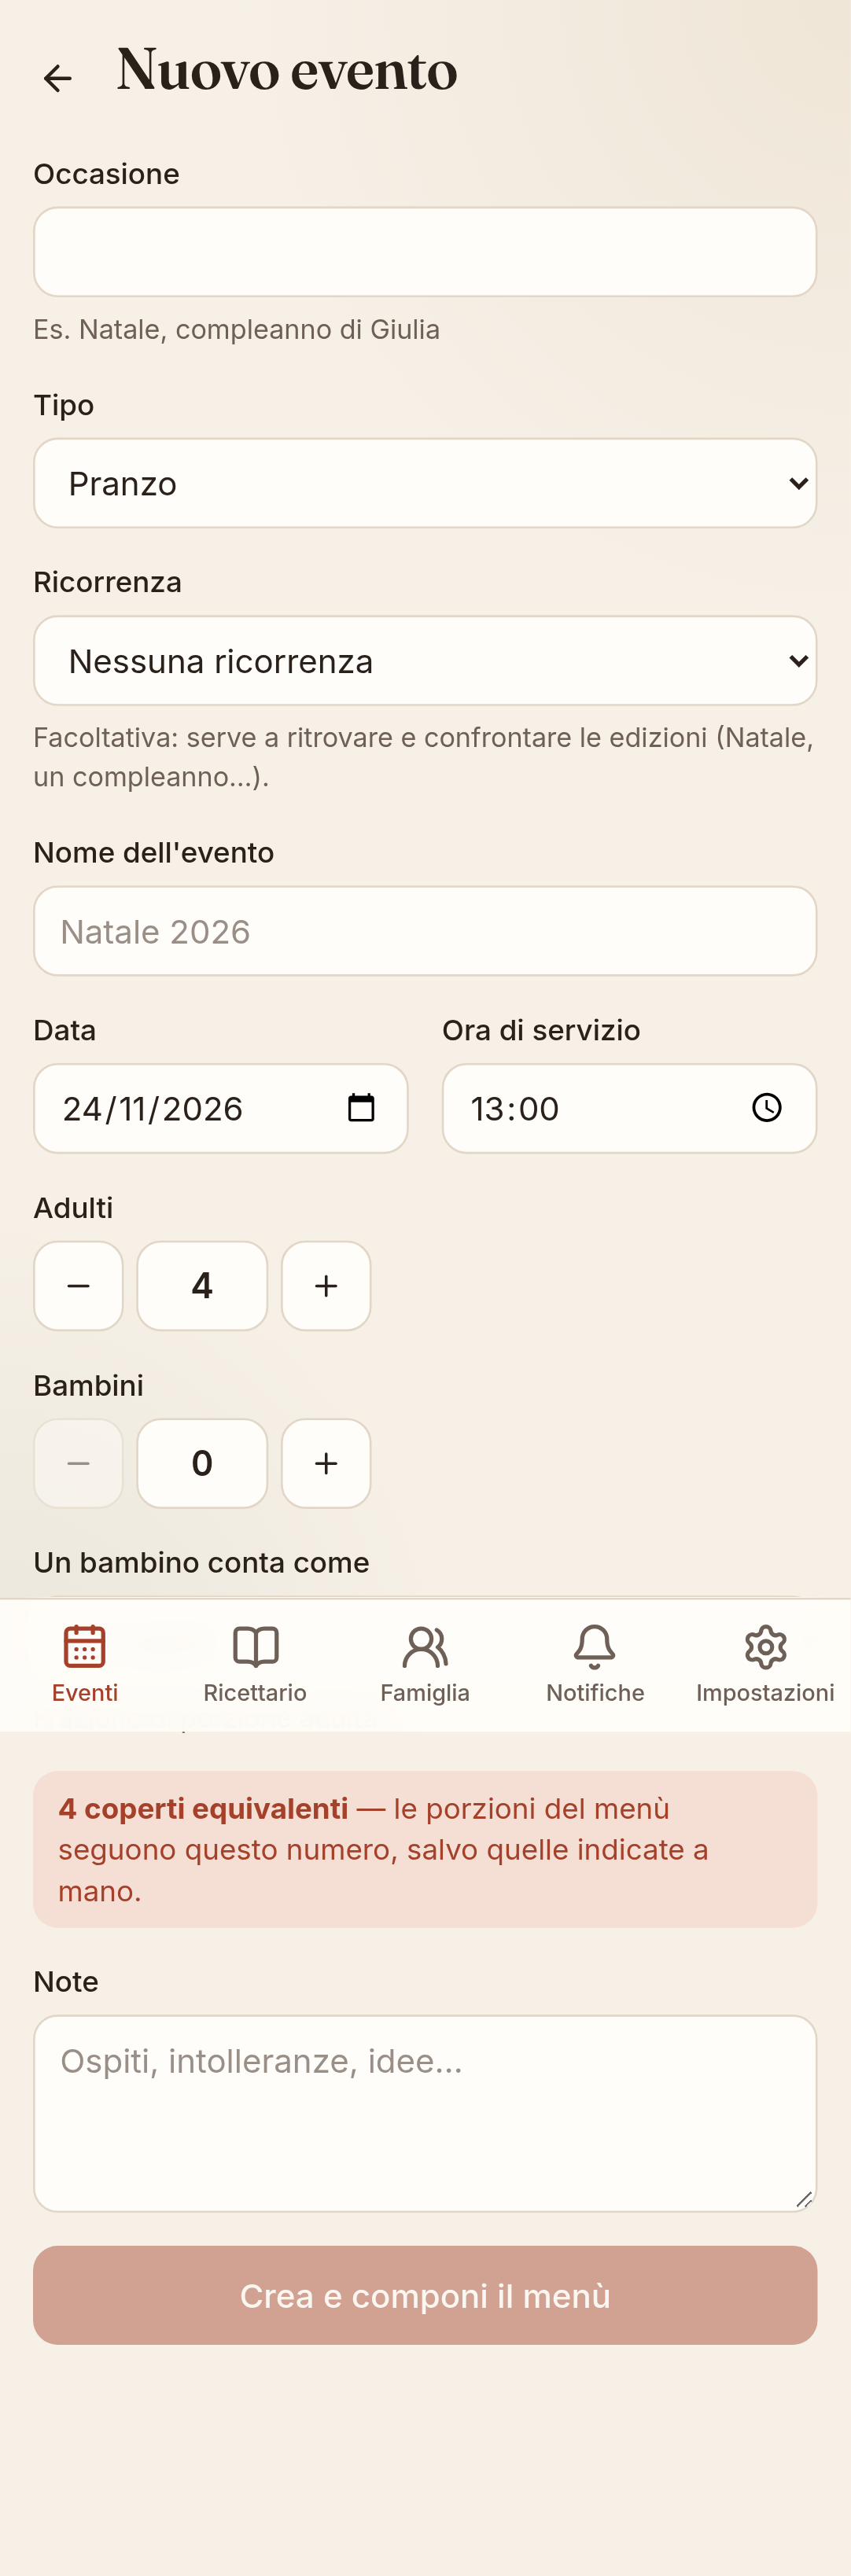 Nuovo evento
Occasione
Es. Natale, compleanno di Giulia
Tipo
Pranzo
Ricorrenza
Nessuna ricorrenza
Facoltativa: serve a ritrovare e confrontare le edizioni (Natale,
un compleanno...).
Nome dell'evento
Natale 2026
Data
Ora di servizio
24/11/2026
13:00
Adulti
− 4 +
Bambini
− 0 +
Un bambino conta come
Eventi
Ricettario
Famiglia
Notifiche
Impostazioni
4 coperti equivalenti — le porzioni del menù
seguono questo numero, salvo quelle indicate a
mano.
Note
Ospiti, intolleranze, idee...
Crea e componi il menù